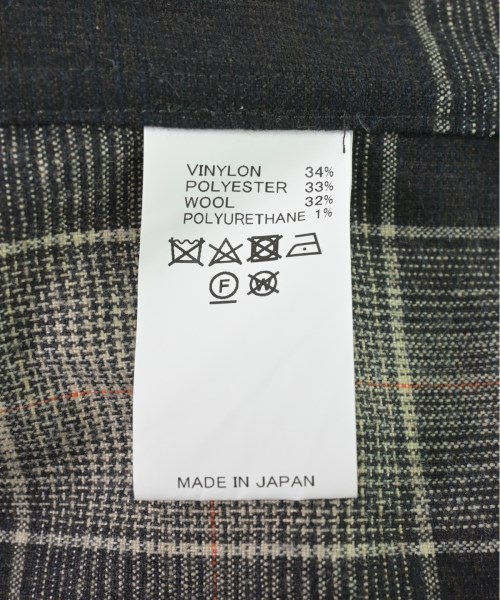 VINYLON 34%
POLYESTER 33%
WOOL 32%
POLYURETHANE 1%
F W
MADE IN JAPAN